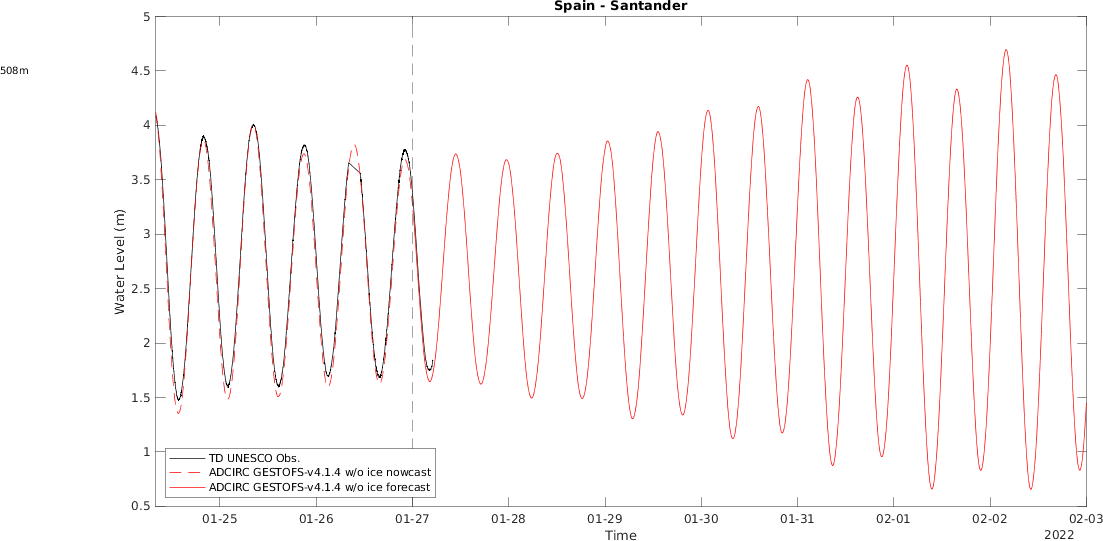 Spain - Santander
508m
5
4.5
4
3.5
3
2.5
2
1.5
1
0.5
Water Level (m)
TD UNESCO Obs.
ADCIRC GESTOFS-v4.1.4 w/o ice nowcast
ADCIRC GESTOFS-v4.1.4 w/o ice forecast
01-25 01-26 01-27 01-28 01-29 01-30 01-31 02-01 02-02 02-03
Time
2022